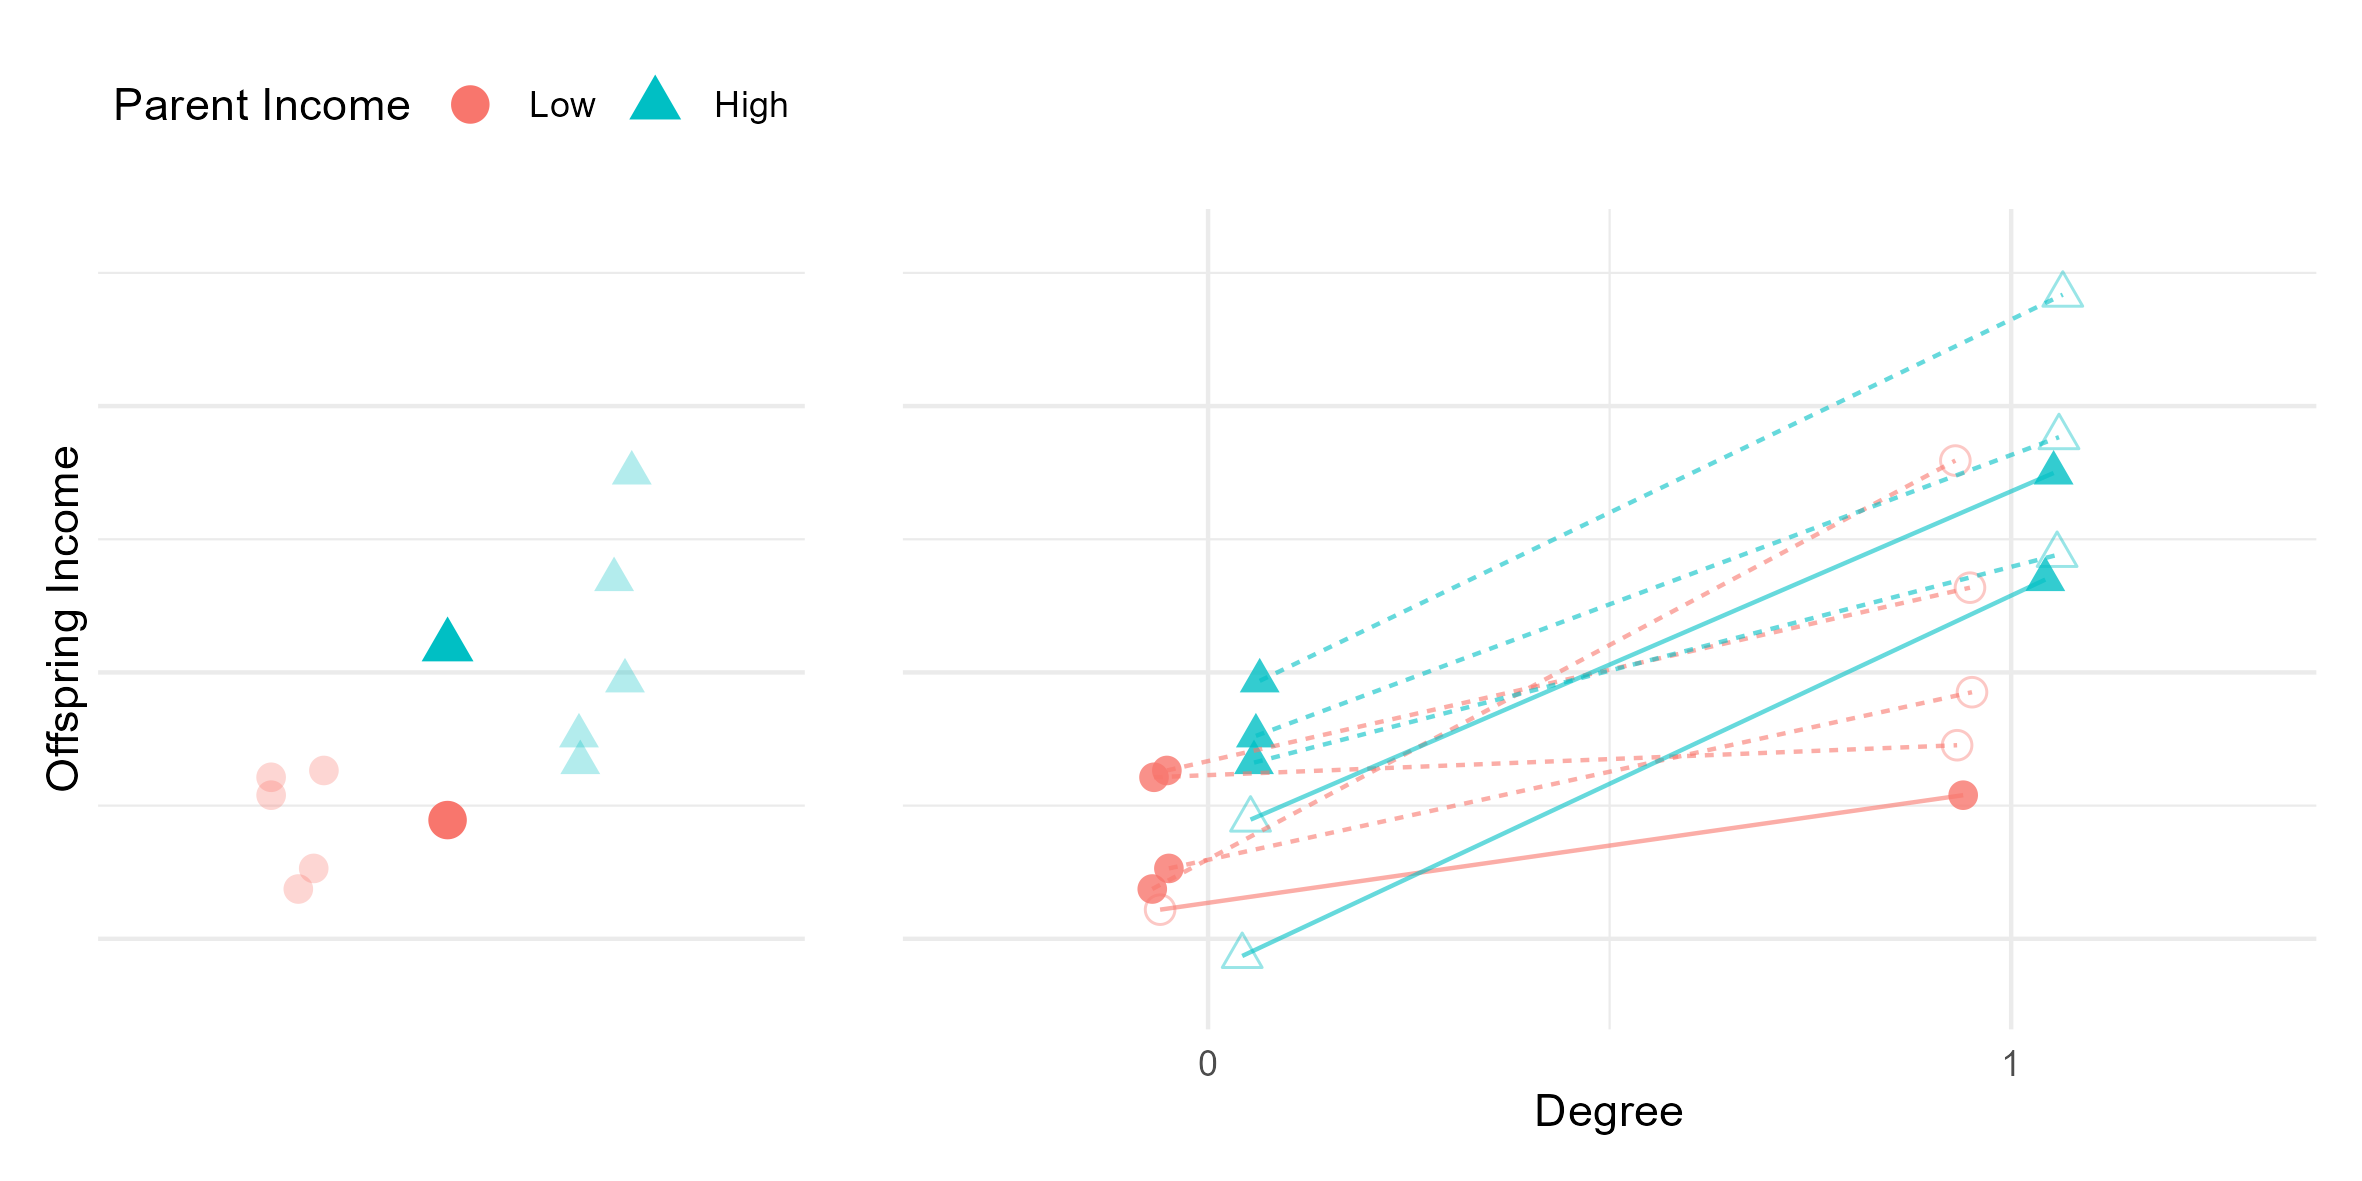 Parent Income Low High
Offspring Income
0 1
Degree